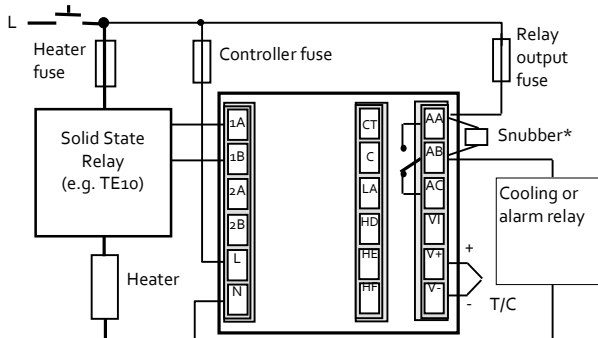 L
Heater
fuse
Controller fuse
Relay
output
fuse
Solid State
Relay
(e.g. TE10)
1A
1B
2A
2B
L
N
CT
C
LA
HD
HE
HF
AA
AB
AC
VI
V+
V-
Snubber*
Cooling or
alarm relay
Heater
+
-
T/C